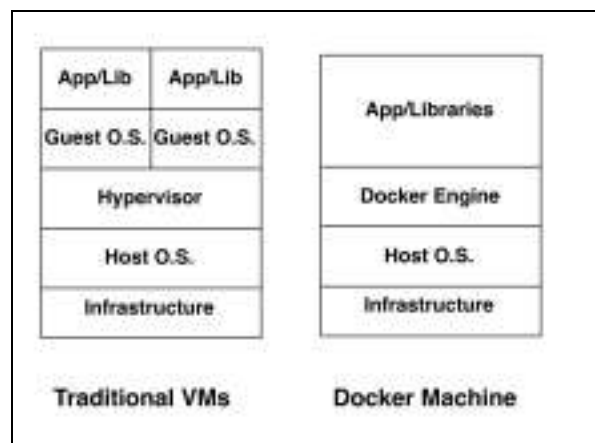 App/Lib App/Lib
Guest O.S. Guest O.S.
Hypervisor
Host O.S.
Infrastructure
Traditional VMs
App/Libraries
Docker Engine
Host O.S.
Infrastructure
Docker Machine